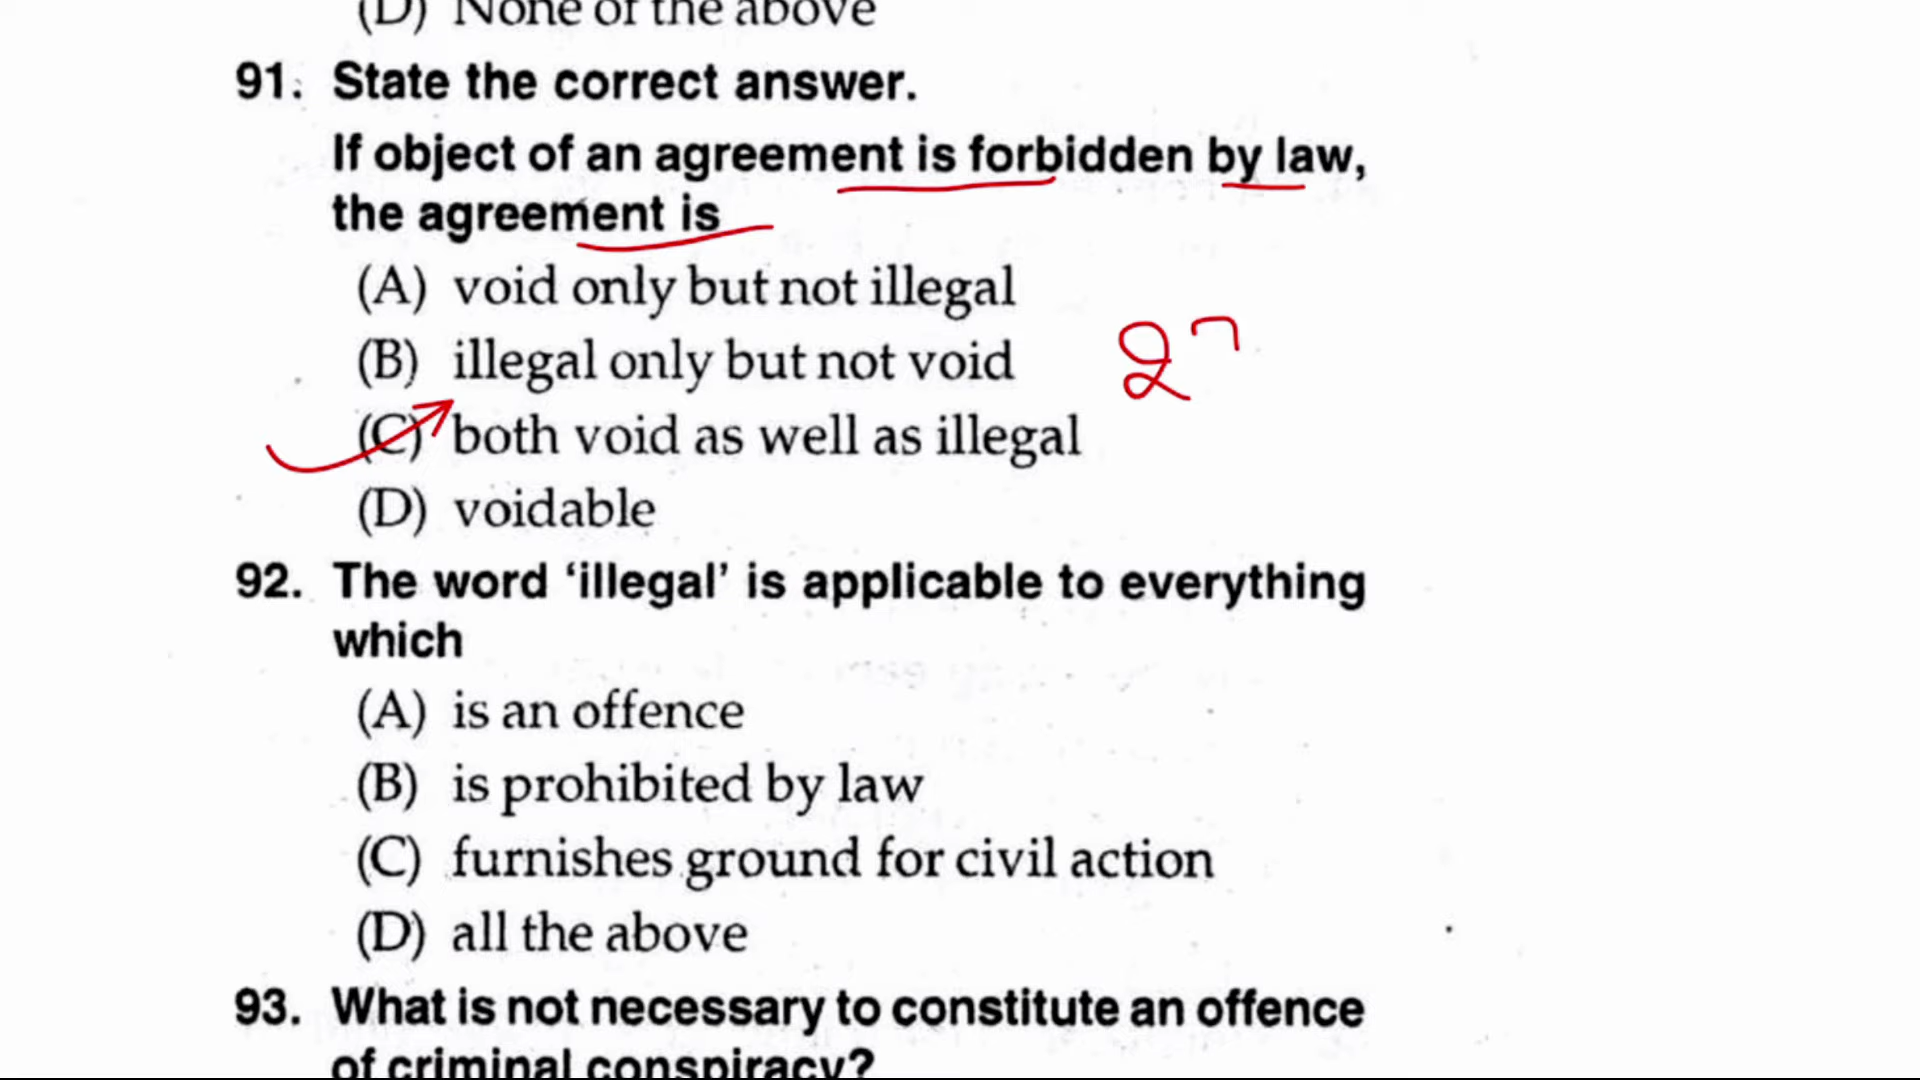 (D) None of the above
91. State the correct answer.
If object of an agreement is forbidden by law,
the agreement is
(A) void only but not illegal
(B) illegal only but not void
(C) both void as well as illegal
(D) voidable
92. The word ‘illegal’ is applicable to everything
which
(A) is an offence
(B) is prohibited by law
(C) furnishes ground for civil action
(D) all the above
93. What is not necessary to constitute an offence
of criminal conspiracy?